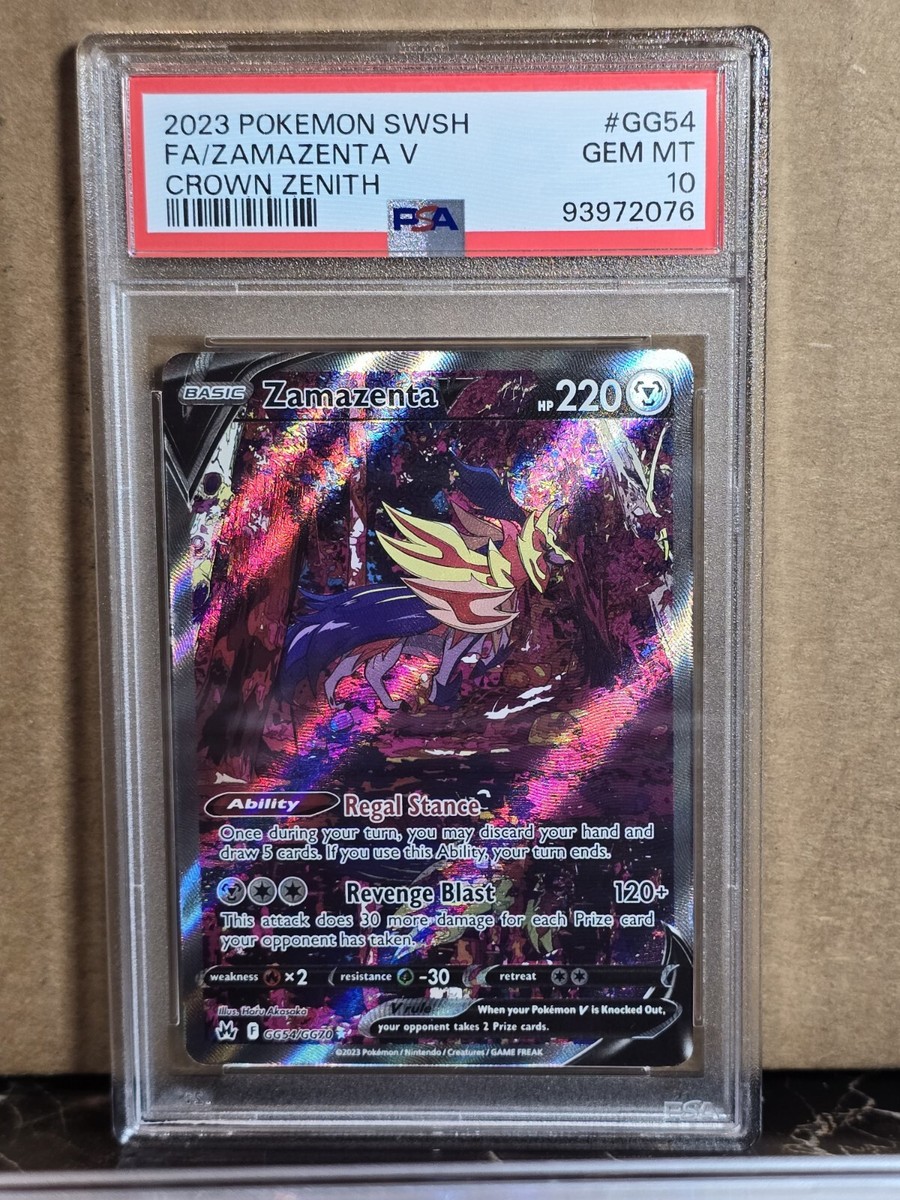 2023 POKEMON SWSH #GG54
FA/ZAMAZENTA V GEM MT
CROWN ZENITH 10
93972076
PSA
BASIC Zamazenta V HP 220
Ability Regal Stance
Once during your turn, you may discard your hand and
draw 5 cards. If you use this Ability, your turn ends.
Revenge Blast 120+
This attack does 30 more damage for each Prize card
your opponent has taken.
weakness ×2 resistance -30 retreat
Illus. Haru Akasaka
V rule When your Pokémon V is Knocked Out,
your opponent takes 2 Prize cards.
F GG54/GG70
©2023 Pokémon / Nintendo / Creatures / GAME FREAK
PSA